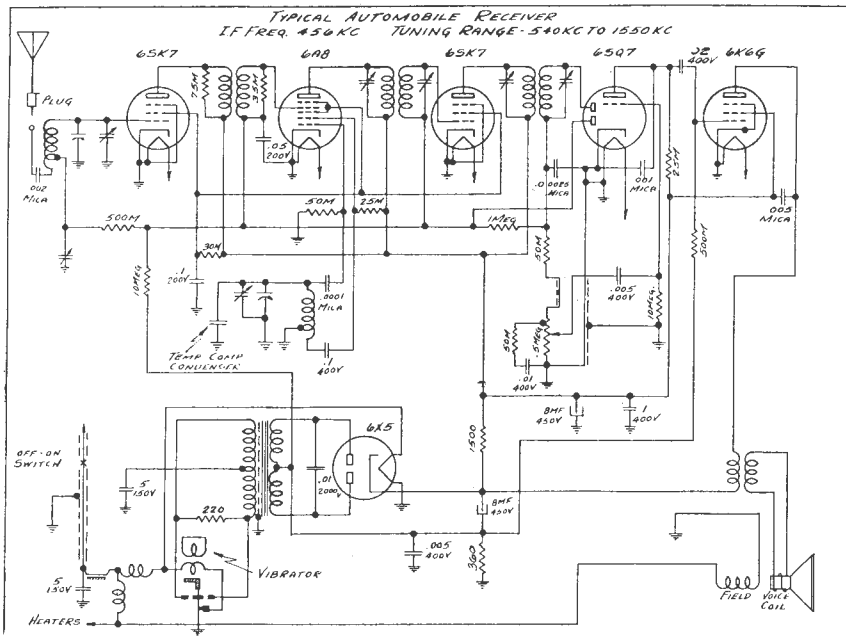 TYPICAL AUTOMOBILE RECEIVER
I.F. FREQ. 456 KC TUNING RANGE - 540 KC TO 1550 KC
6SK7
6A8
6SK7
6SQ7
.02
400V
6K6G
PLUG
2.5M
3.5M
.05
200V
.002
MICA
.00025
MICA
.001
MICA
25M
.005
MICA
500M
50M
25M
1MEG
500M
30M
50M
10MEG
.1
200V
.0001
MICA
.005
400V
10MEG.
TEMP COMP
CONDENSER
.1
400V
50M
.5MEG
.01
400V
8MF
450V
.1
400V
6X5
1500
OFF-ON
SWITCH
.5
150V
.01
2000V
220
8MF
450V
.005
400V
360
.5
150V
VIBRATOR
FIELD
VOICE
COIL
HEATERS